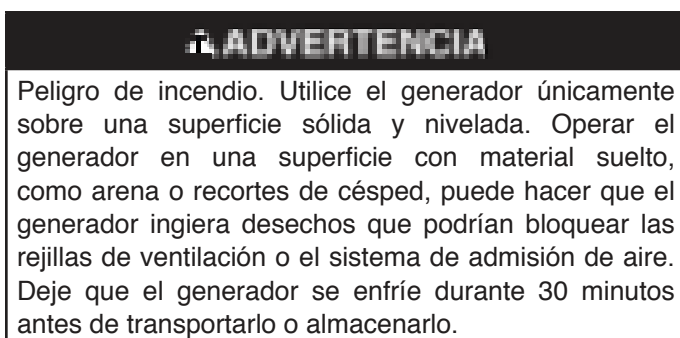 ADVERTENCIA
Peligro de incendio. Utilice el generador únicamente
sobre una superficie sólida y nivelada. Operar el
generador en una superficie con material suelto,
como arena o recortes de césped, puede hacer que el
generador ingiera desechos que podrían bloquear las
rejillas de ventilación o el sistema de admisión de aire.
Deje que el generador se enfríe durante 30 minutos
antes de transportarlo o almacenarlo.